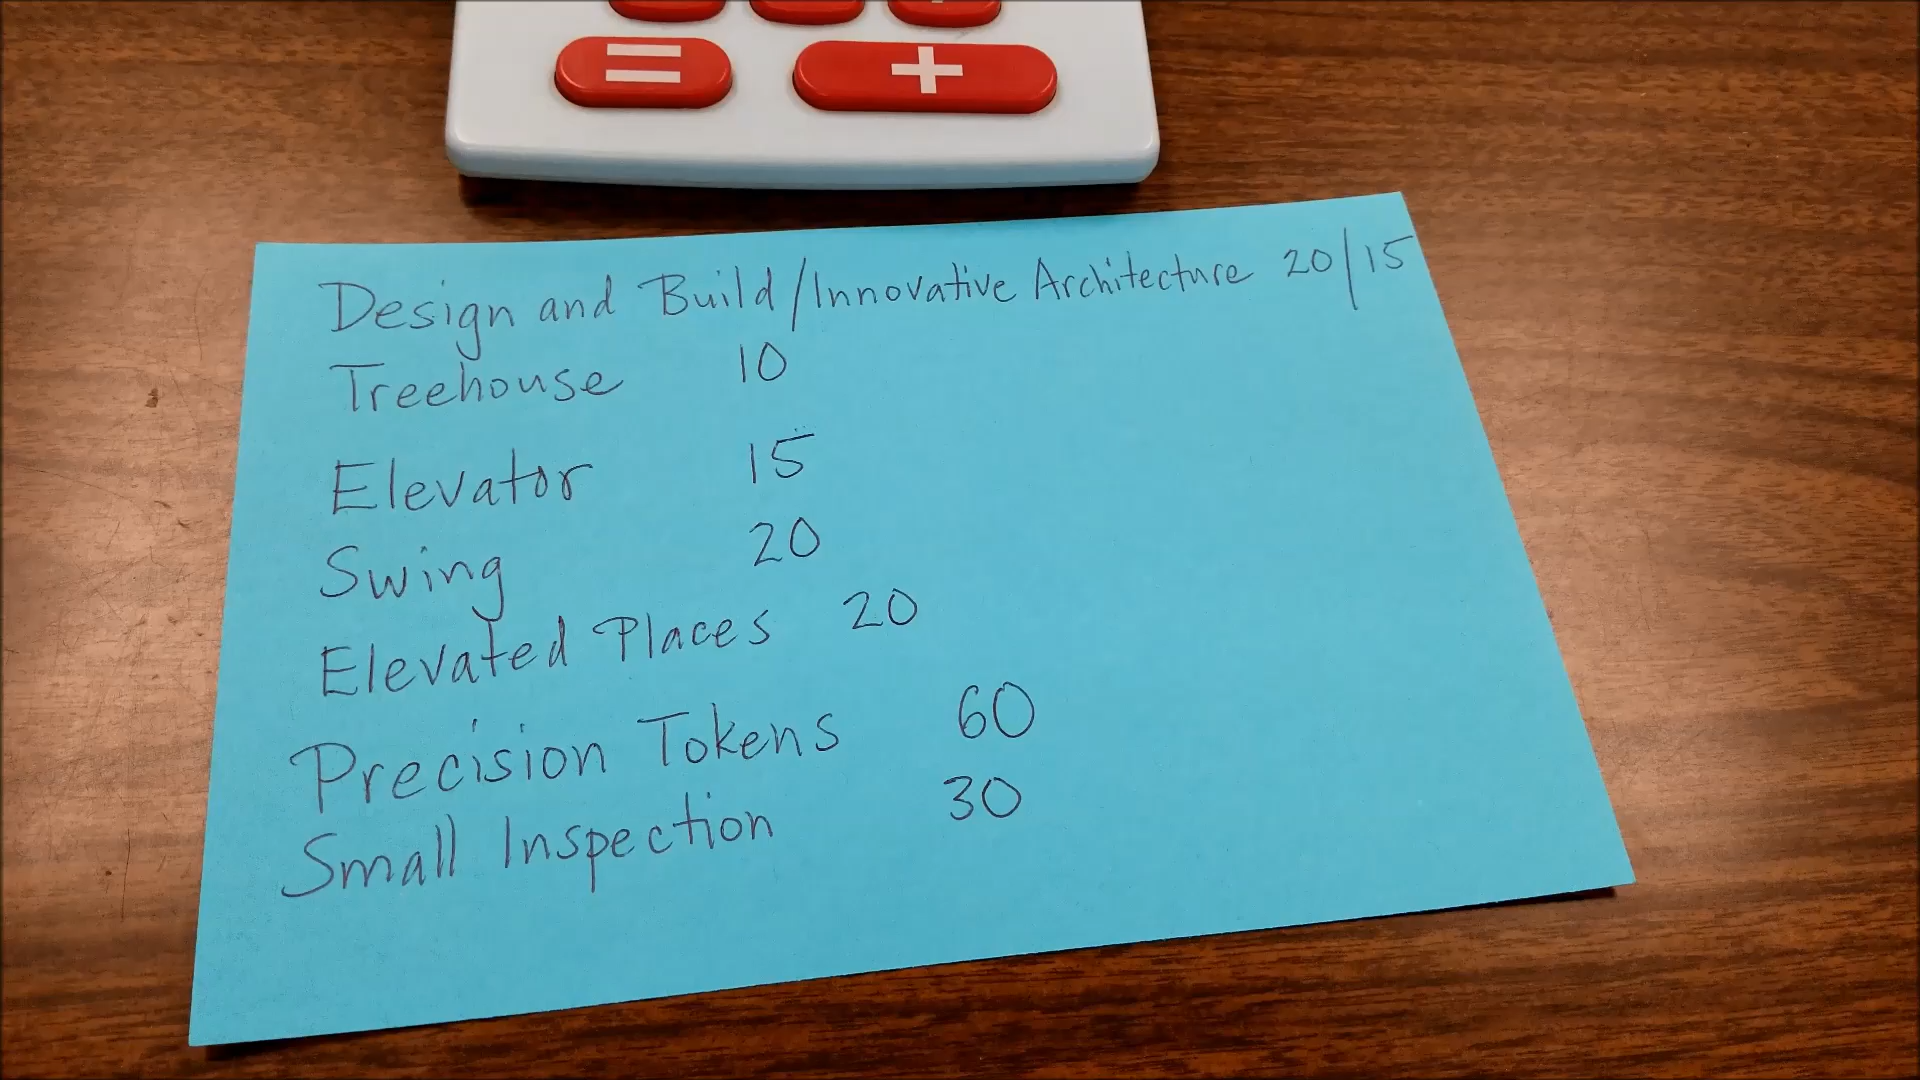 = +
Design and Build/Innovative Architecture 20/15
Treehouse 10
Elevator 15
Swing 20
Elevated Places 20
Precision Tokens 60
Small Inspection 30